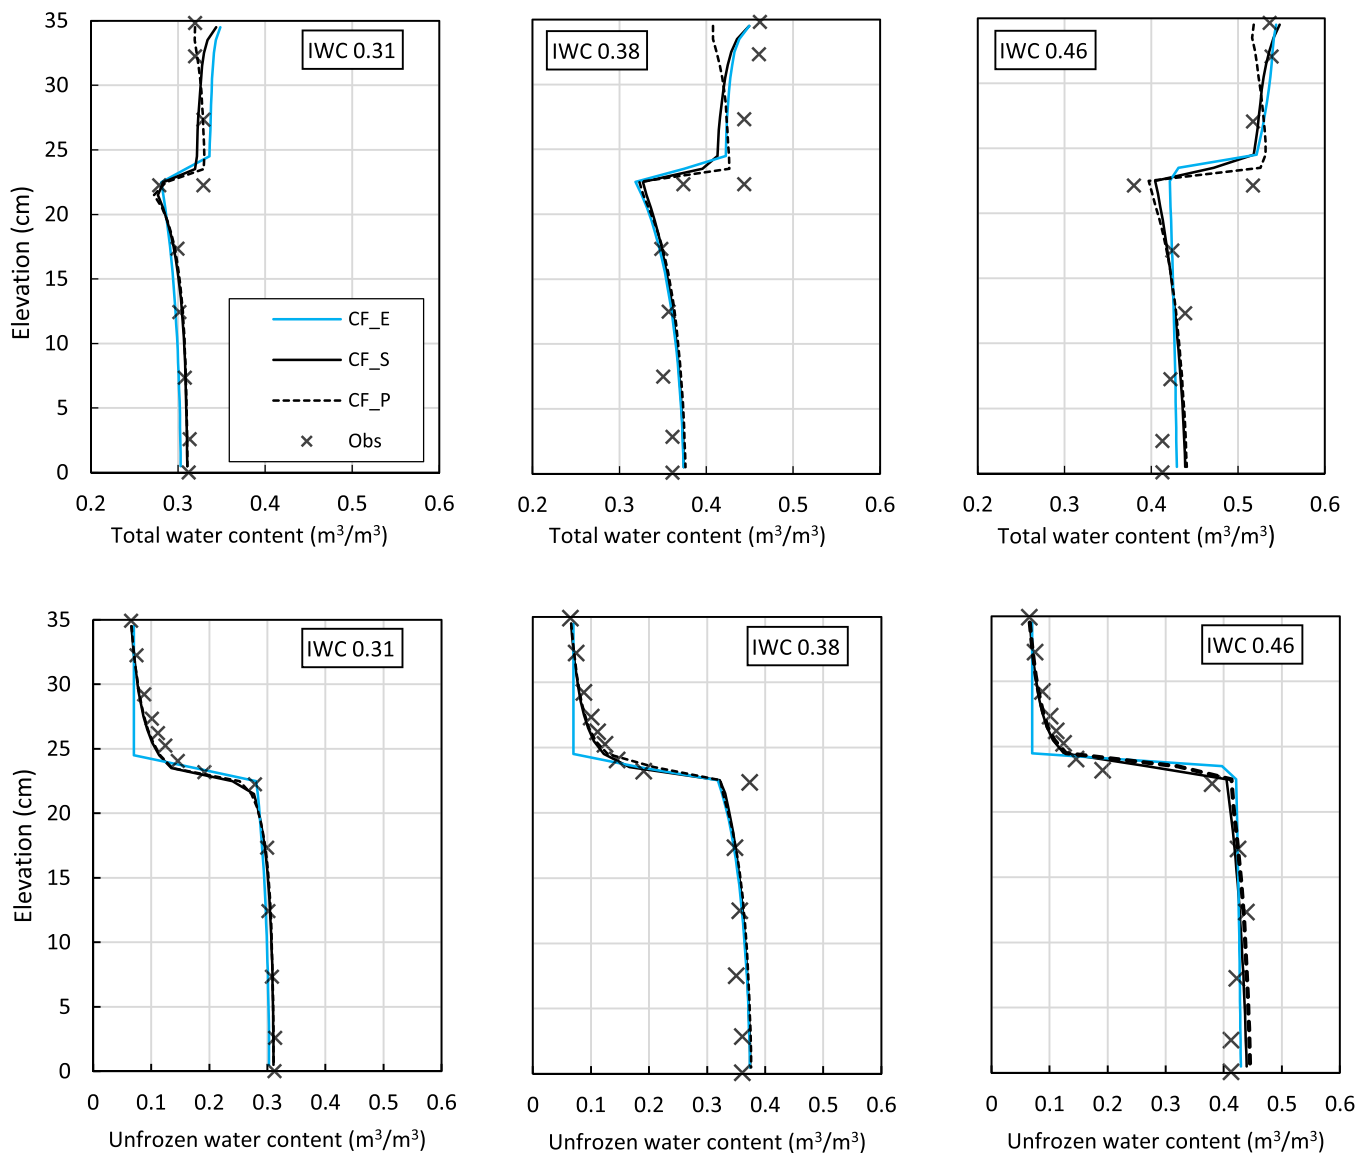 35
30
25
20
15
10
5
0
Elevation (cm)
IWC 0.31
CF_E
CF_S
CF_P
Obs
0.2 0.3 0.4 0.5 0.6
Total water content (m³/m³)
IWC 0.38
0.2 0.3 0.4 0.5 0.6
Total water content (m³/m³)
IWC 0.46
0.2 0.3 0.4 0.5 0.6
Total water content (m³/m³)
35
30
25
20
15
10
5
0
Elevation (cm)
IWC 0.31
0 0.1 0.2 0.3 0.4 0.5 0.6
Unfrozen water content (m³/m³)
IWC 0.38
0 0.1 0.2 0.3 0.4 0.5 0.6
Unfrozen water content (m³/m³)
IWC 0.46
0 0.1 0.2 0.3 0.4 0.5 0.6
Unfrozen water content (m³/m³)